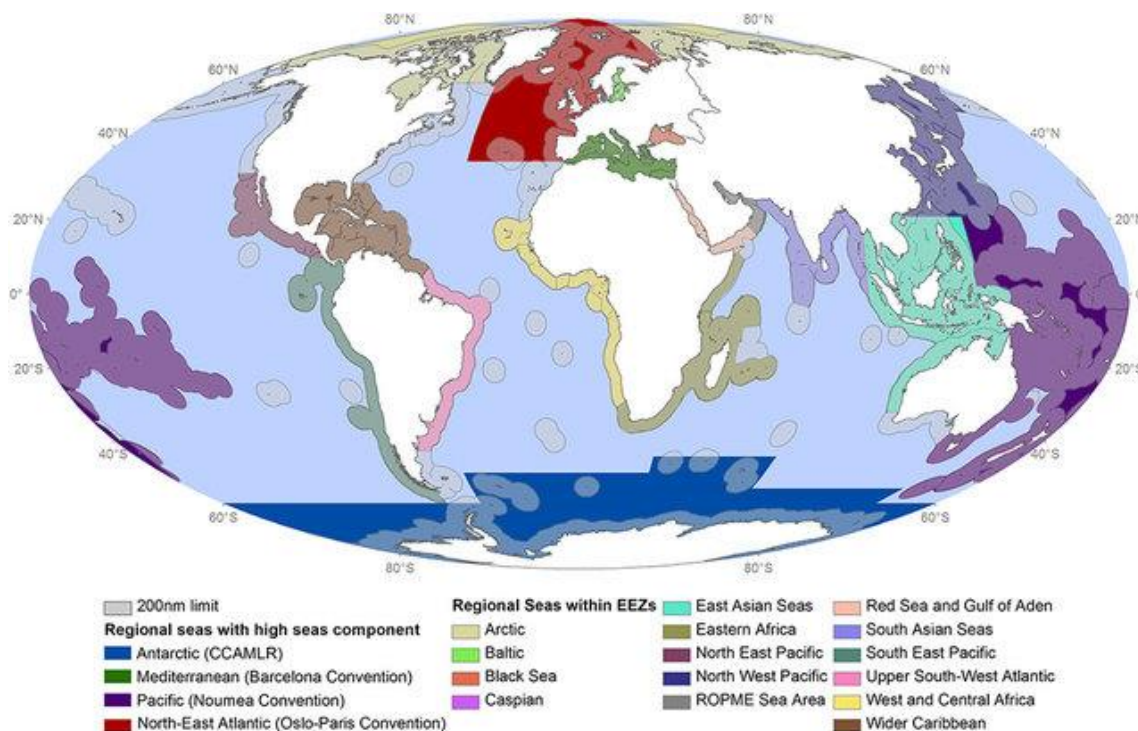 80°N 80°N
60°N 60°N
40°N 40°N
20°N 20°N
0° 0°
20°S 20°S
40°S 40°S
60°S 60°S
80°S 80°S
200nm limit
Regional seas with high seas component
Antarctic (CCAMLR)
Mediterranean (Barcelona Convention)
Pacific (Noumea Convention)
North-East Atlantic (Oslo-Paris Convention)
Regional Seas within EEZs
Arctic
Baltic
Black Sea
Caspian
East Asian Seas
Eastern Africa
North East Pacific
North West Pacific
ROPME Sea Area
Red Sea and Gulf of Aden
South Asian Seas
South East Pacific
Upper South-West Atlantic
West and Central Africa
Wider Caribbean